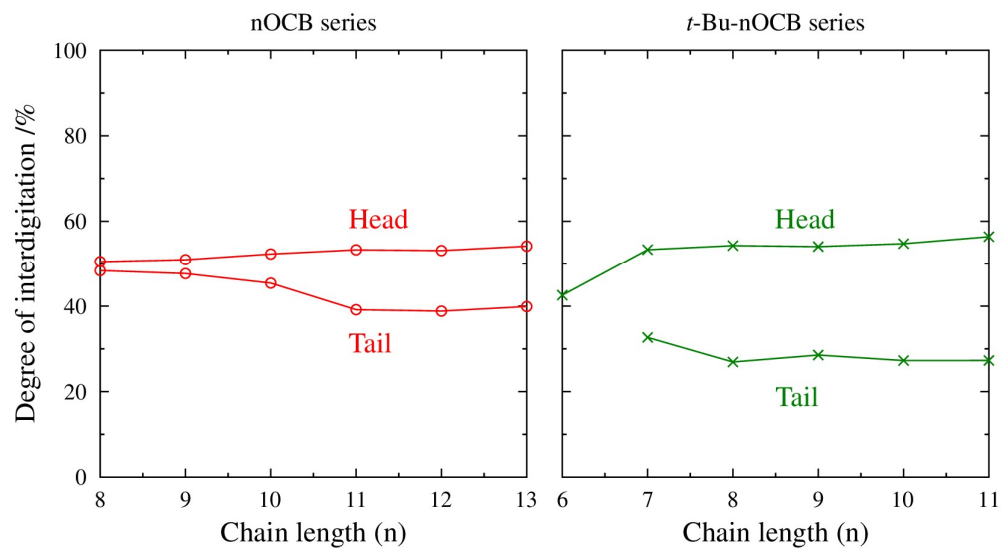 nOCB series
t-Bu-nOCB series
Degree of interdigitation /%
100
80
60
40
20
0
Head
Tail
8 9 10 11 12 13
Chain length (n)
Head
Tail
6 7 8 9 10 11
Chain length (n)